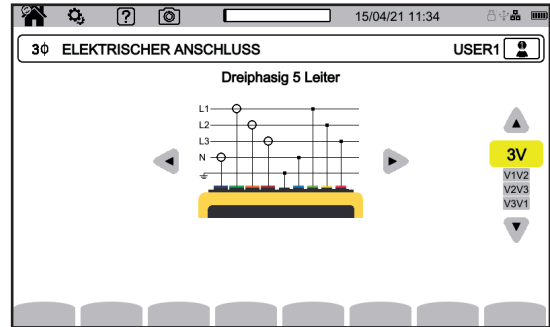 ?
15/04/21 11:34
3ϕ ELEKTRISCHER ANSCHLUSS
USER1
Dreiphasig 5 Leiter
L1
L2
L3
N
3V
V1V2
V2V3
V3V1